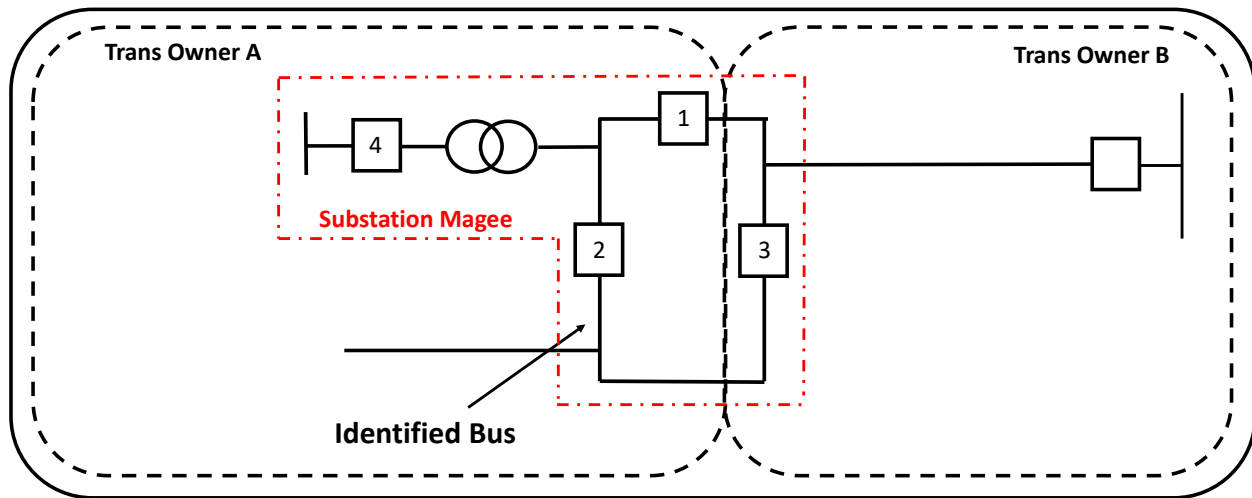 Trans Owner A
Trans Owner B
1
4
Substation Magee
2
3
Identified Bus